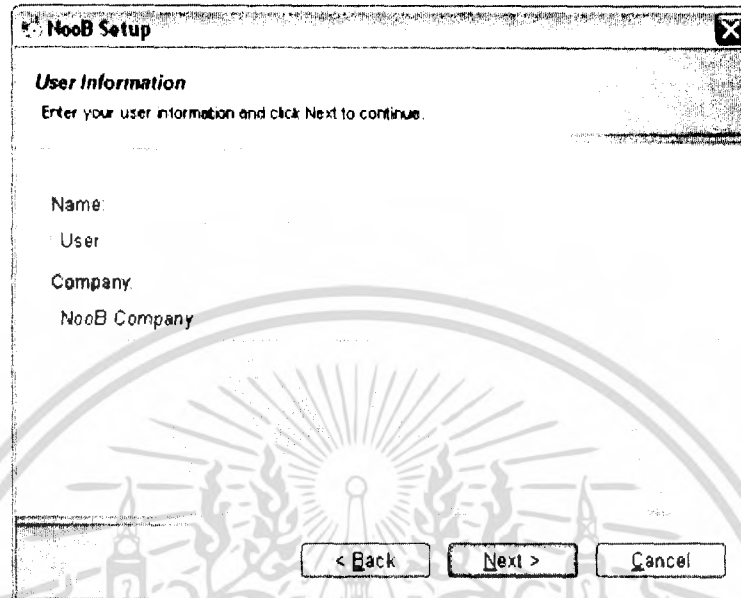 NooB Setup
User Information
Enter your user information and click Next to continue.
Name:
User
Company:
NooB Company
< Back Next > Cancel